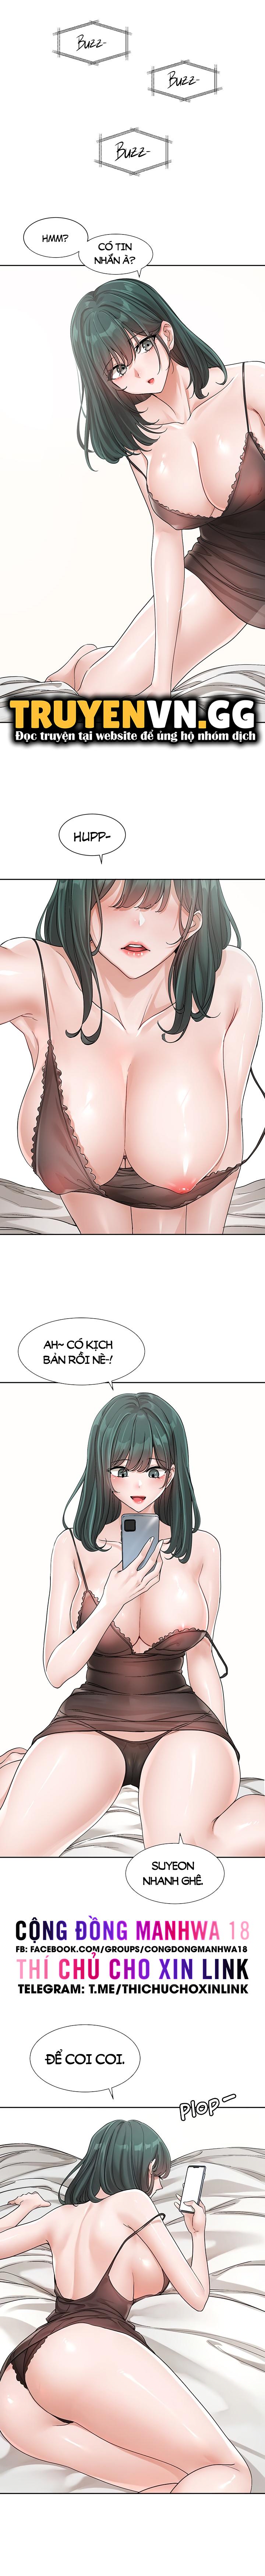 Buzz-
Buzz-
Buzz-
HMM?
CÓ TIN
NHẮN À?
TRUYENVN.GG
Đọc truyện tại website để ủng hộ nhóm dịch
HUPP~
AH~ CÓ KỊCH
BẢN RỒI NÈ~!
SUYEON
NHANH GHÊ.
CỘNG ĐỒNG MANHWA 18
FB: FACEBOOK.COM/GROUPS/CONGDONGMANHWA18
THÍ CHỦ CHO XIN LINK
TELEGRAM: T.ME/THICHUCHOXINLINK
ĐỂ COI COI.
PLOP~